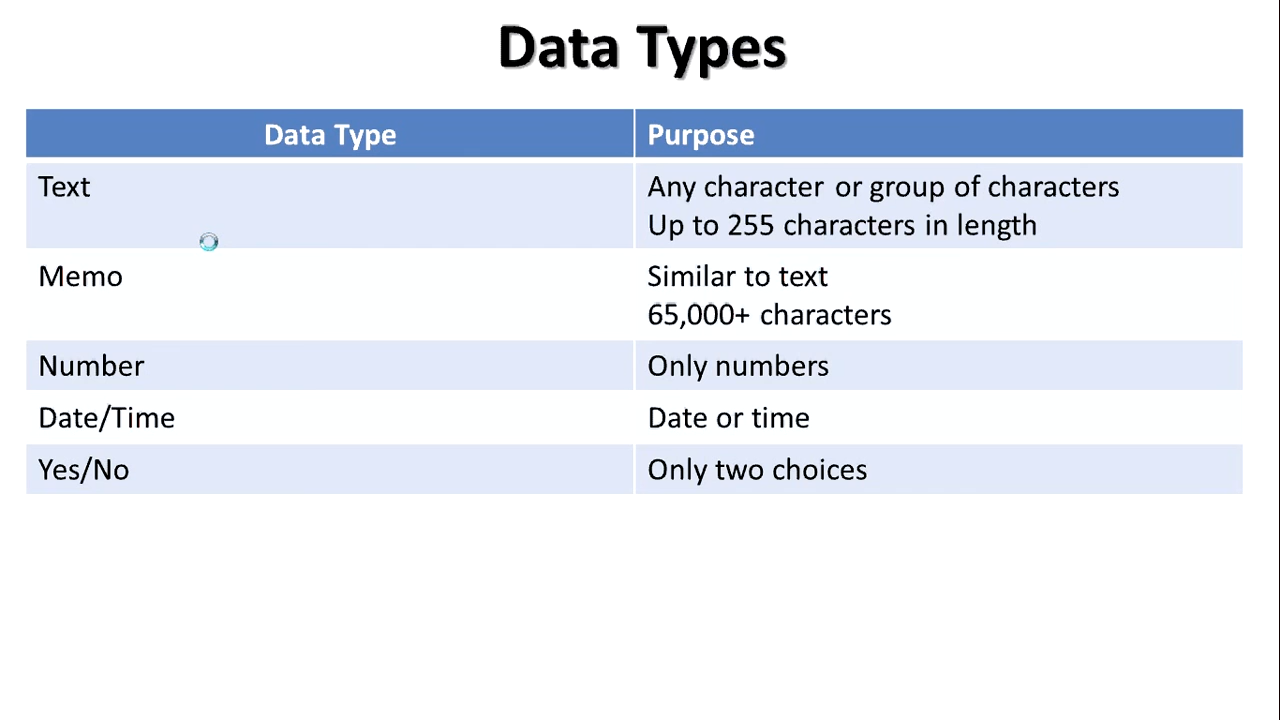 Data Types
Data Type
Purpose
Text
Any character or group of characters
Up to 255 characters in length
Memo
Similar to text
65,000+ characters
Number
Only numbers
Date/Time
Date or time
Yes/No
Only two choices